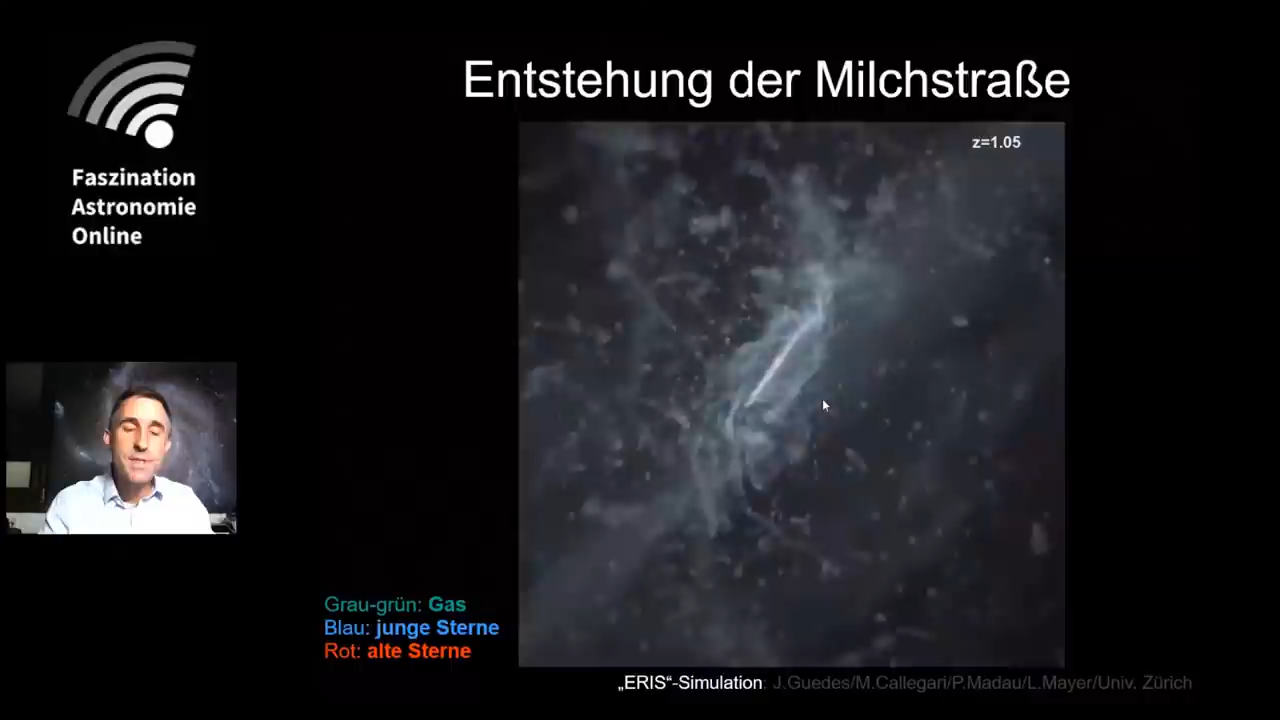 Entstehung der Milchstraße
Faszination
Astronomie
Online
z=1.05
Grau-grün: Gas
Blau: junge Sterne
Rot: alte Sterne
„ERIS“-Simulation: J.Guedes/M.Callegari/P.Madau/L.Mayer/Univ. Zürich